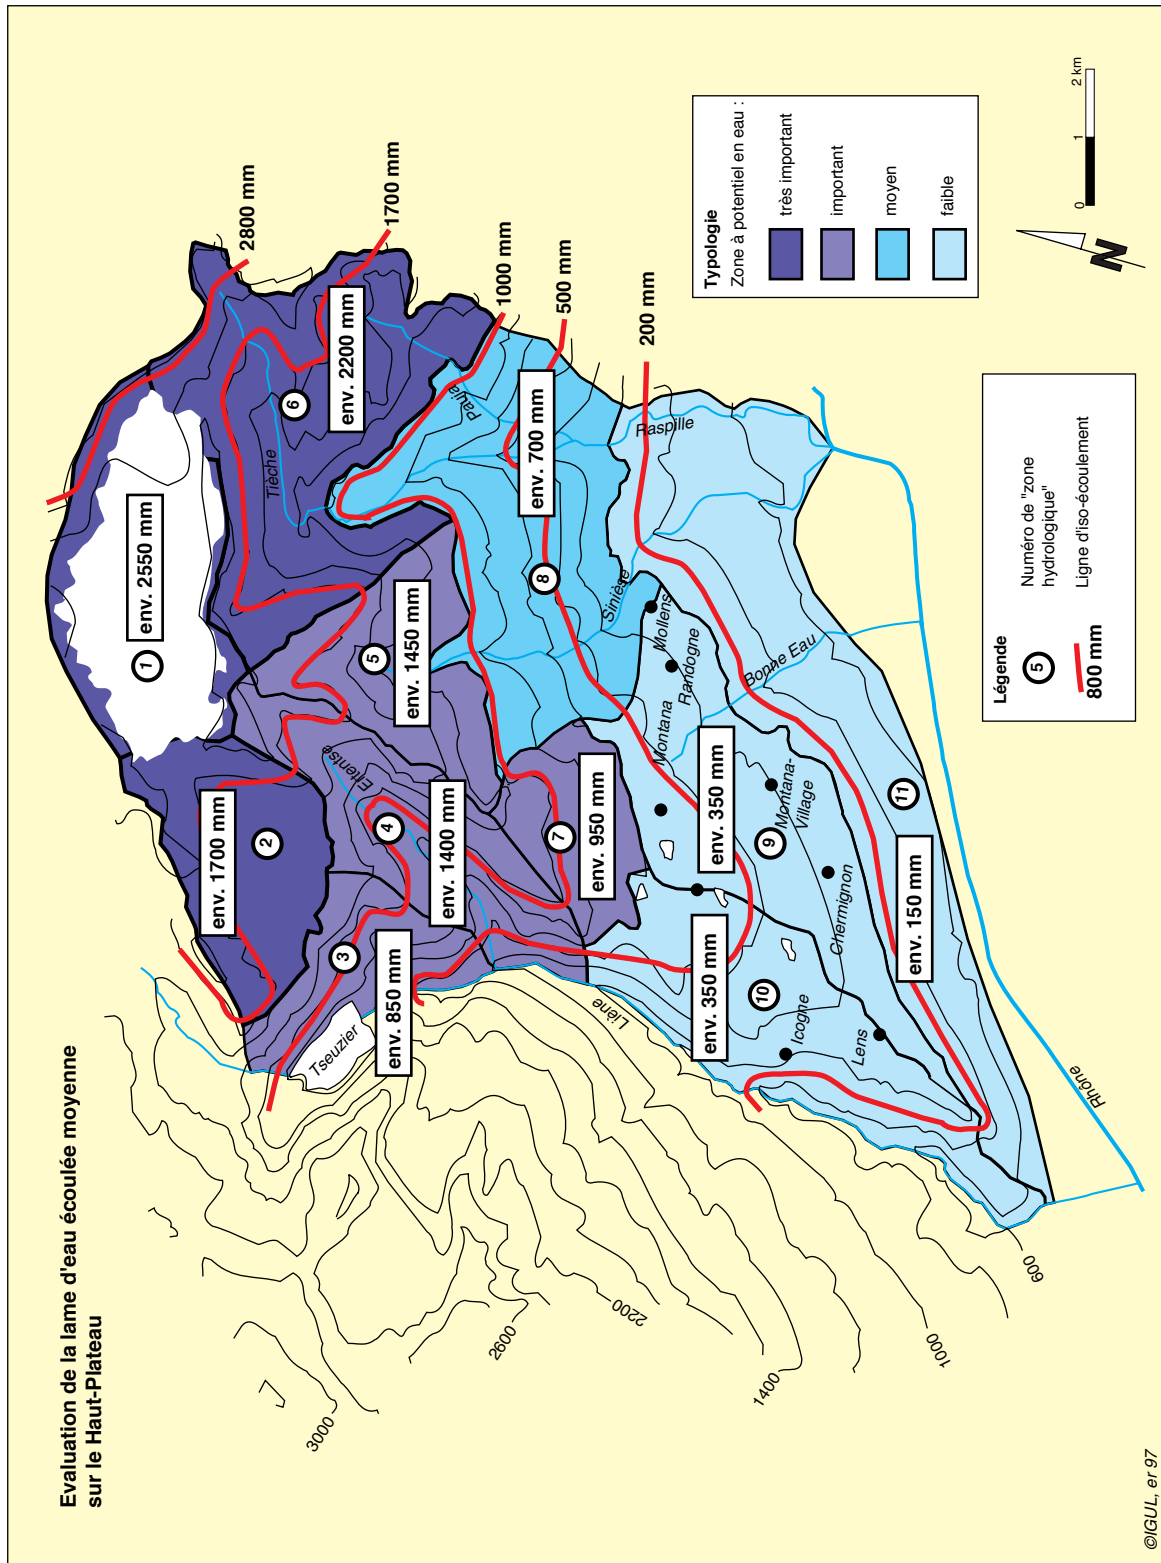 Evaluation de la lame d'eau écoulée moyenne
sur le Haut-Plateau
2800 mm
1700 mm
1000 mm
500 mm
200 mm
1
env. 2550 mm
2
env. 1700 mm
3
env. 850 mm
4
env. 1400 mm
5
env. 1450 mm
6
env. 2200 mm
7
env. 950 mm
8
env. 700 mm
9
env. 350 mm
10
env. 350 mm
11
env. 150 mm
Tièche
Pauja
Raspille
Sinièse
Ertentse
Tseuzier
Liène
Bonne Eau
Rhône
Mollens
Randogne
Montana
Montana-
Village
Chermignon
Icogne
Lens
3000
2600
2200
1400
1000
600
Typologie
Zone à potentiel en eau :
très important
important
moyen
faible
0
1
2 km
N
Légende
5
Numéro de "zone
hydrologique"
800 mm
Ligne d'iso-écoulement
©IGUL, er 97